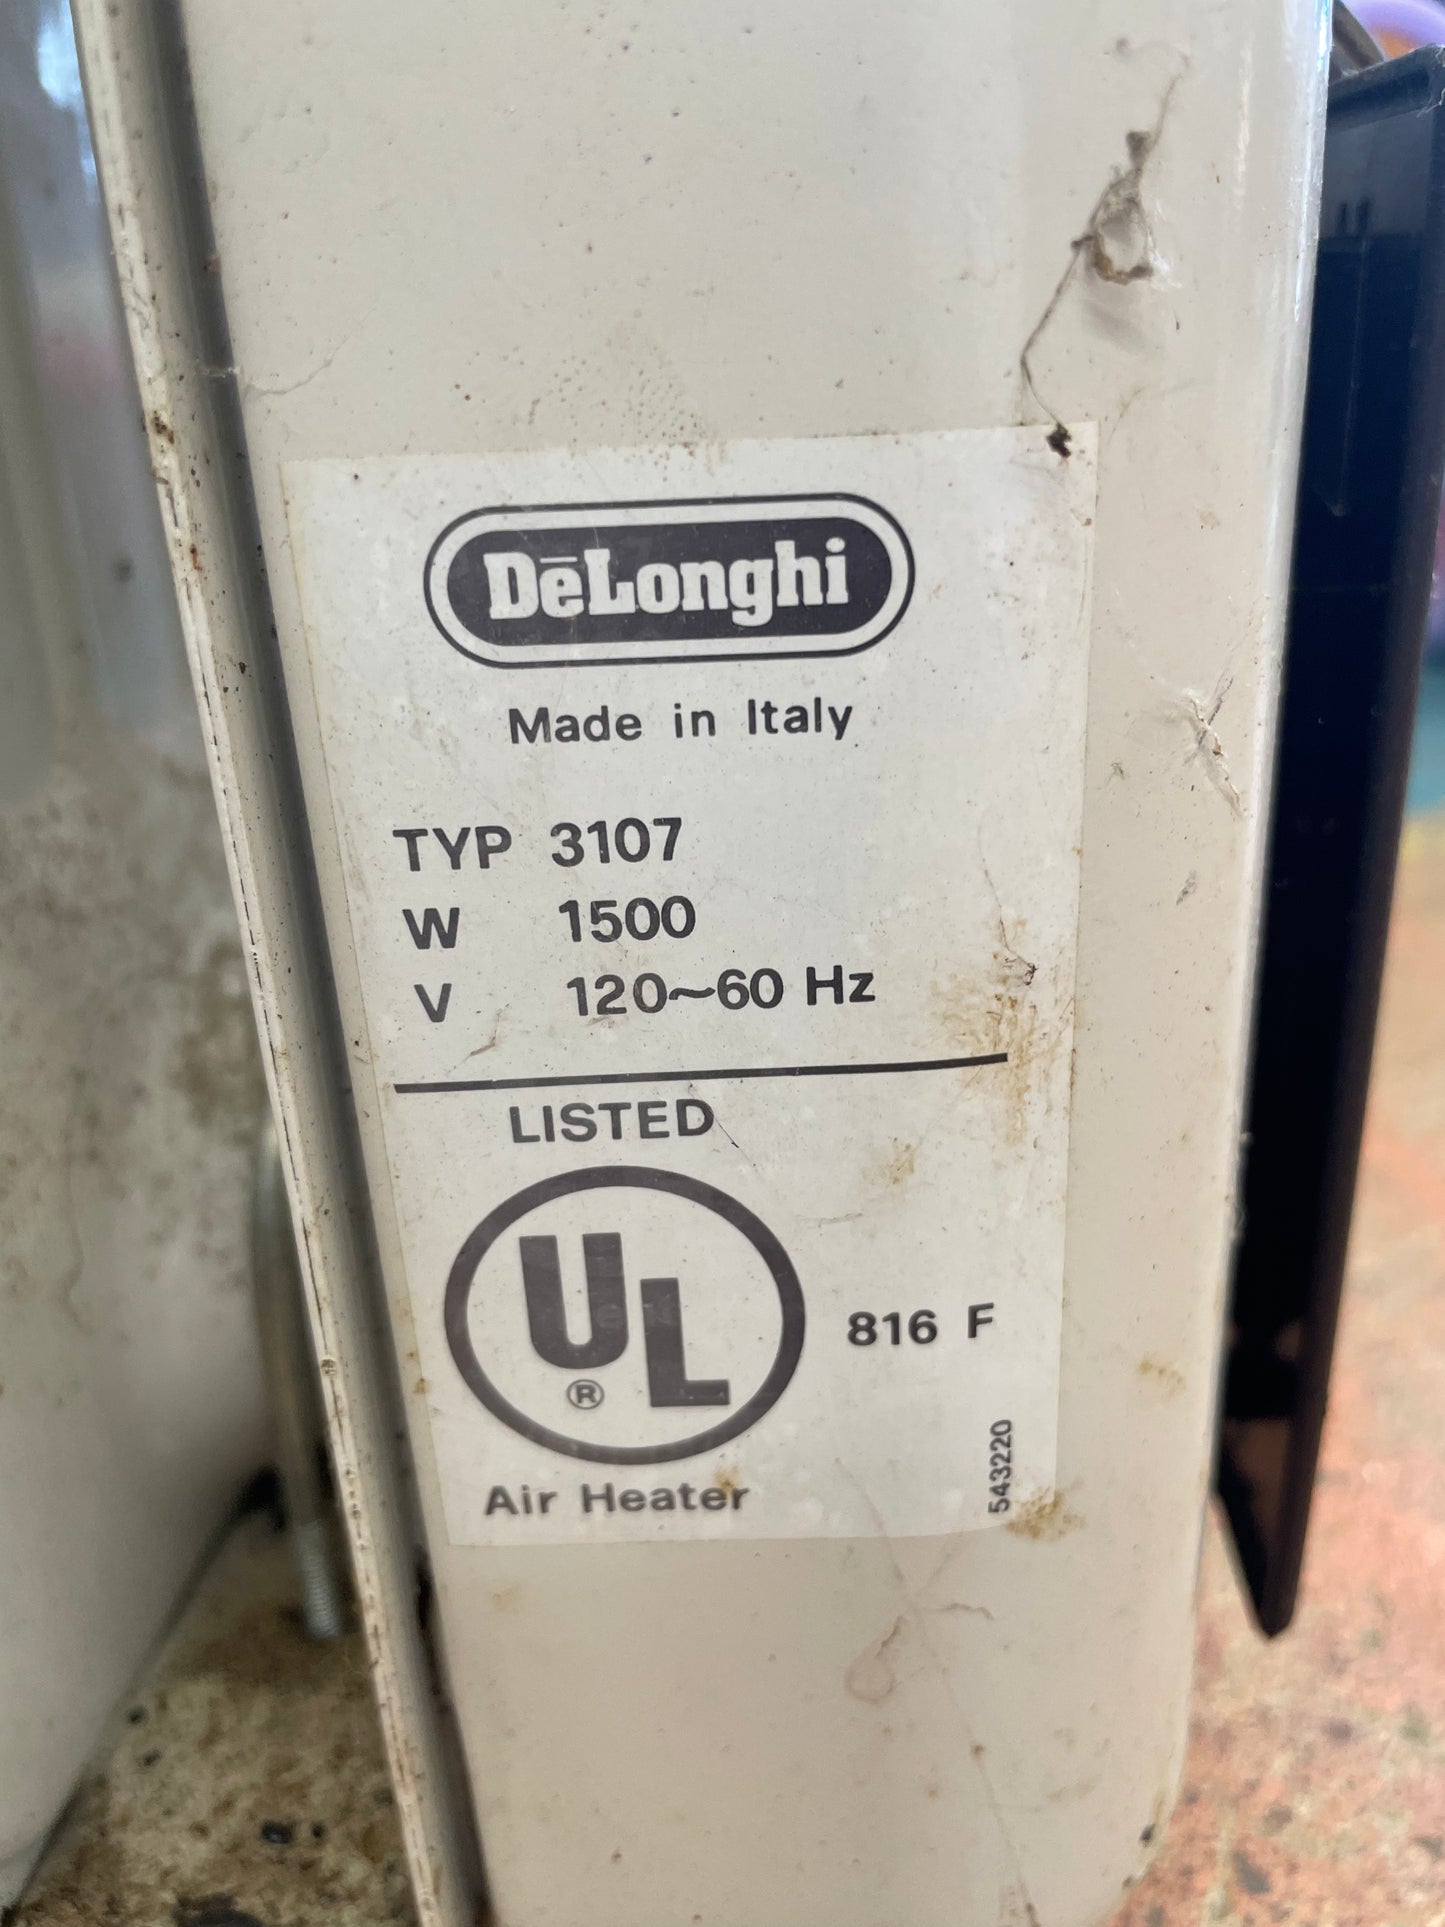 DēLonghi
Made in Italy
TYP 3107
W 1500
V 120~60 Hz
LISTED
UL
®
816 F
Air Heater
543220